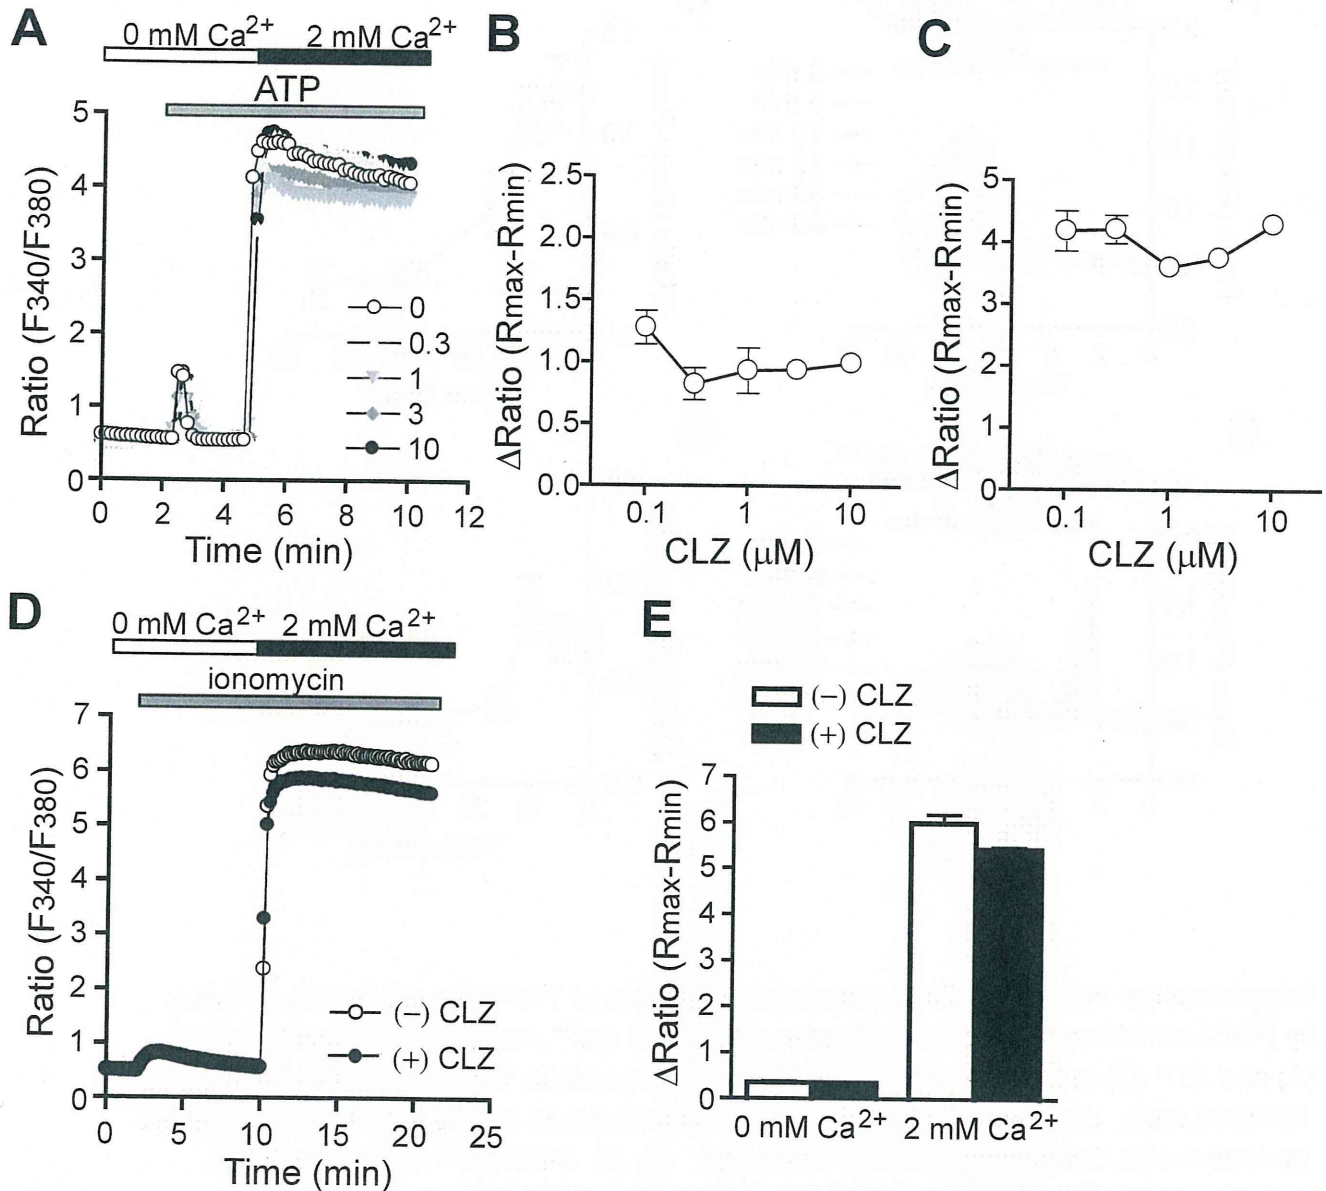 A
0 mM Ca2+
2 mM Ca2+
ATP
5
4
3
2
1
0
Ratio (F340/F380)
0
0.3
1
3
10
0
2
4
6
8
10
12
Time (min)
B
2.5
2.0
1.5
1.0
0.5
0.0
ΔRatio (Rmax-Rmin)
0.1
1
10
CLZ (μM)
C
5
4
3
2
1
0
ΔRatio (Rmax-Rmin)
0.1
1
10
CLZ (μM)
D
0 mM Ca2+
2 mM Ca2+
ionomycin
7
6
5
4
3
2
1
0
Ratio (F340/F380)
(−) CLZ
(+) CLZ
0
5
10
15
20
25
Time (min)
E
(−) CLZ
(+) CLZ
7
6
5
4
3
2
1
0
ΔRatio (Rmax-Rmin)
0 mM Ca2+
2 mM Ca2+